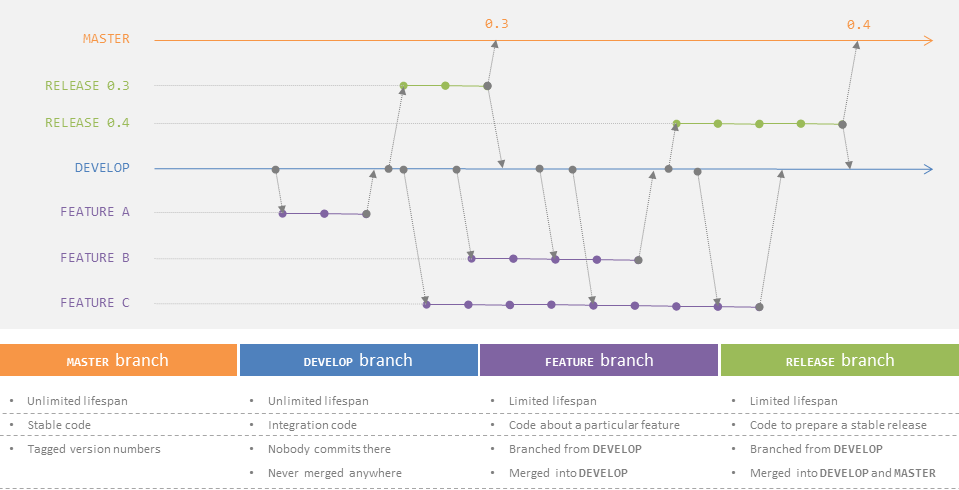 0.3
0.4
MASTER
RELEASE 0.3
RELEASE 0.4
DEVELOP
FEATURE A
FEATURE B
FEATURE C
MASTER branch
DEVELOP branch
FEATURE branch
RELEASE branch
• Unlimited lifespan
• Unlimited lifespan
• Limited lifespan
• Limited lifespan
• Stable code
• Integration code
• Code about a particular feature
• Code to prepare a stable release
• Tagged version numbers
• Nobody commits there
• Branched from DEVELOP
• Branched from DEVELOP
• Never merged anywhere
• Merged into DEVELOP
• Merged into DEVELOP and MASTER